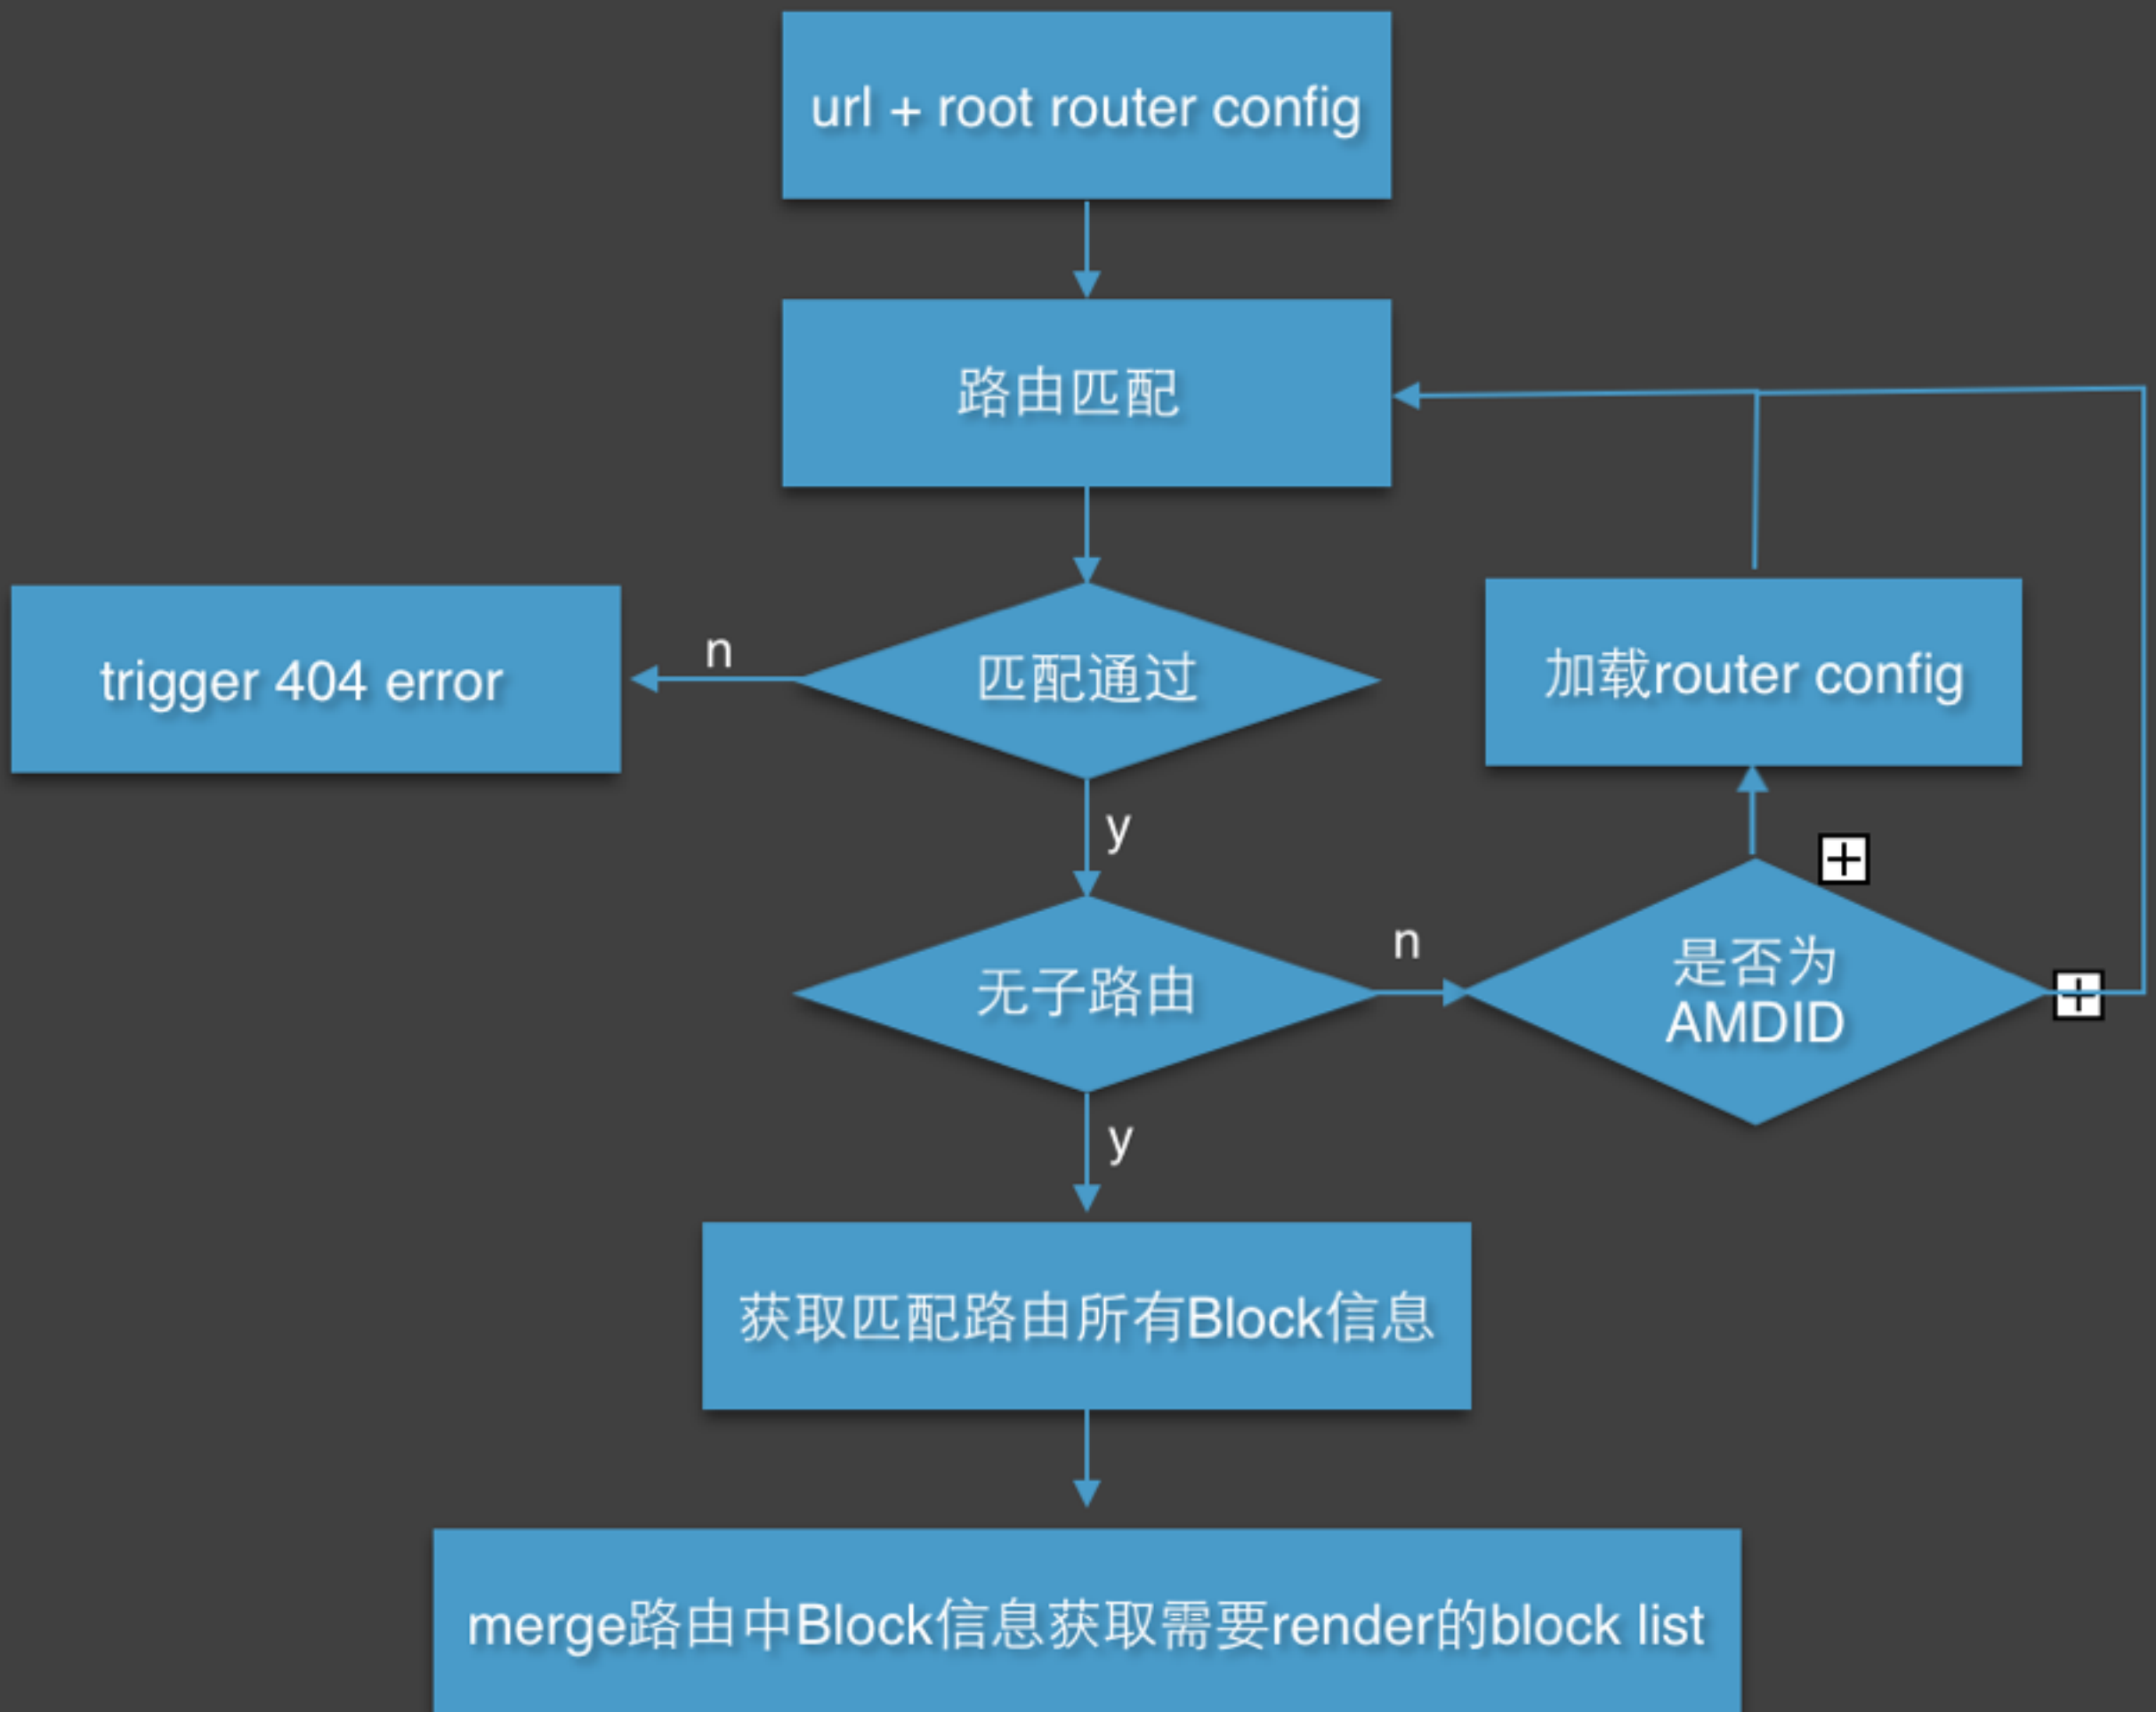 url + root router config
路由匹配
trigger 404 error
n
匹配通过
加载router config
y
无子路由
n
是否为
AMDID
y
获取匹配路由所有Block信息
merge路由中Block信息获取需要render的block list